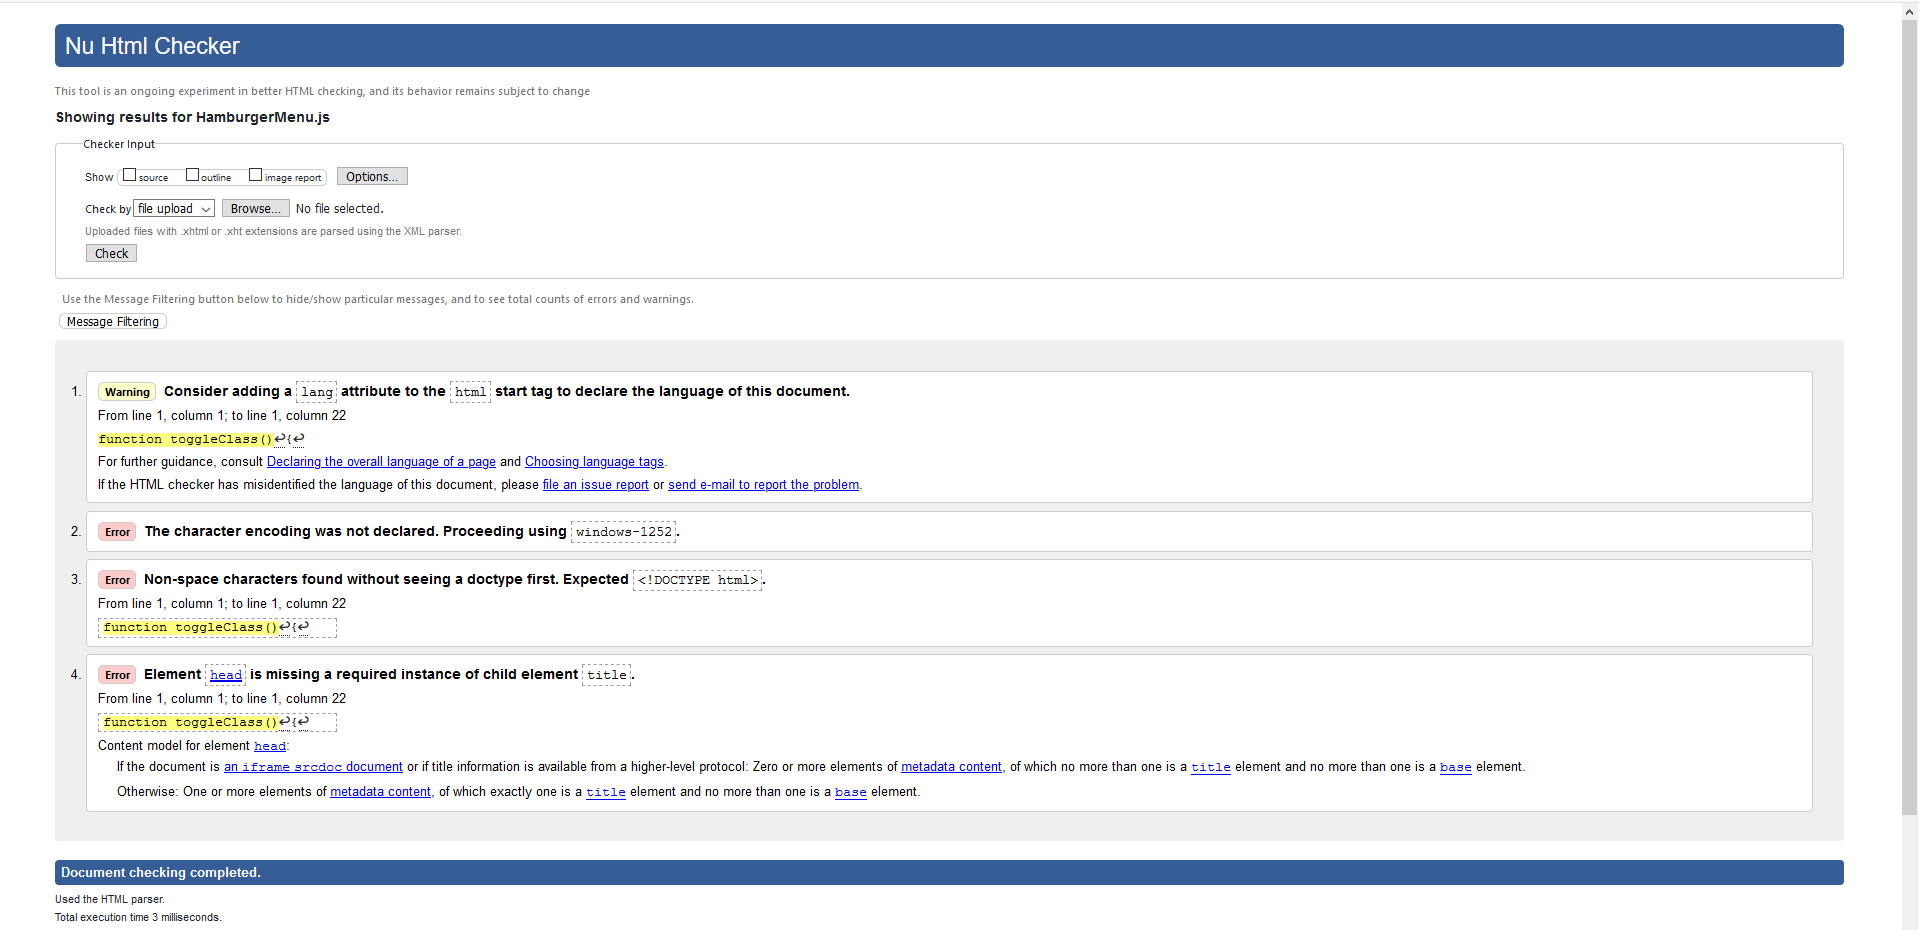 Nu Html Checker
This tool is an ongoing experiment in better HTML checking, and its behavior remains subject to change
Showing results for HamburgerMenu.js
Checker Input
Show source outline image report Options...
Check by file upload Browse... No file selected.
Uploaded files with .xhtml or .xht extensions are parsed using the XML parser.
Check
Use the Message Filtering button below to hide/show particular messages, and to see total counts of errors and warnings.
Message Filtering
1. Warning Consider adding a lang attribute to the html start tag to declare the language of this document.
From line 1, column 1; to line 1, column 22
function toggleClass()↩{↩
For further guidance, consult Declaring the overall language of a page and Choosing language tags.
If the HTML checker has misidentified the language of this document, please file an issue report or send e-mail to report the problem.
2. Error The character encoding was not declared. Proceeding using windows-1252.
3. Error Non-space characters found without seeing a doctype first. Expected <!DOCTYPE html>.
From line 1, column 1; to line 1, column 22
function toggleClass()↩{↩
4. Error Element head is missing a required instance of child element title.
From line 1, column 1; to line 1, column 22
function toggleClass()↩{↩
Content model for element head:
If the document is an iframe srcdoc document or if title information is available from a higher-level protocol: Zero or more elements of metadata content, of which no more than one is a title element and no more than one is a base element.
Otherwise: One or more elements of metadata content, of which exactly one is a title element and no more than one is a base element.
Document checking completed.
Used the HTML parser.
Total execution time 3 milliseconds.